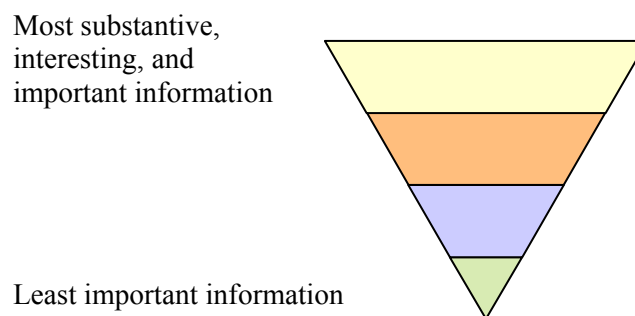 Most substantive,
interesting, and
important information
Least important information